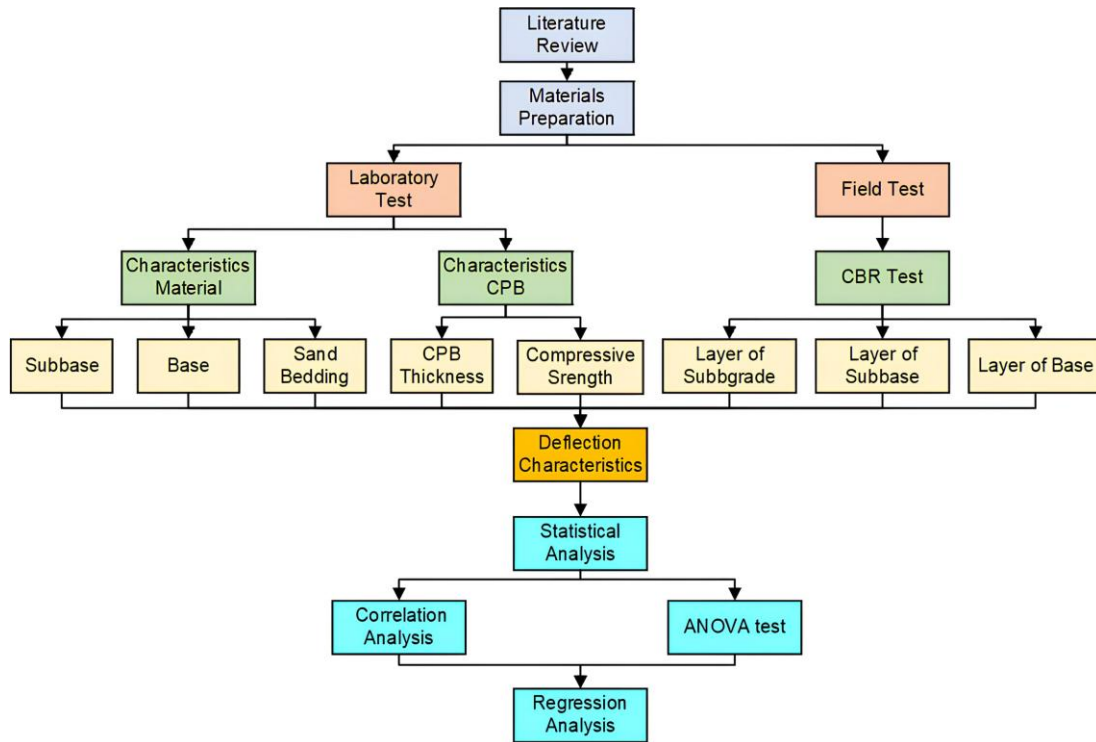 Literature
Review
Materials
Preparation
Laboratory
Test
Field Test
Characteristics
Material
Characteristics
CPB
CBR Test
Subbase
Base
Sand
Bedding
CPB
Thickness
Compressive
Srength
Layer of
Subbgrade
Layer of
Subbase
Layer of Base
Deflection
Characteristics
Statistical
Analysis
Correlation
Analysis
ANOVA test
Regression
Analysis